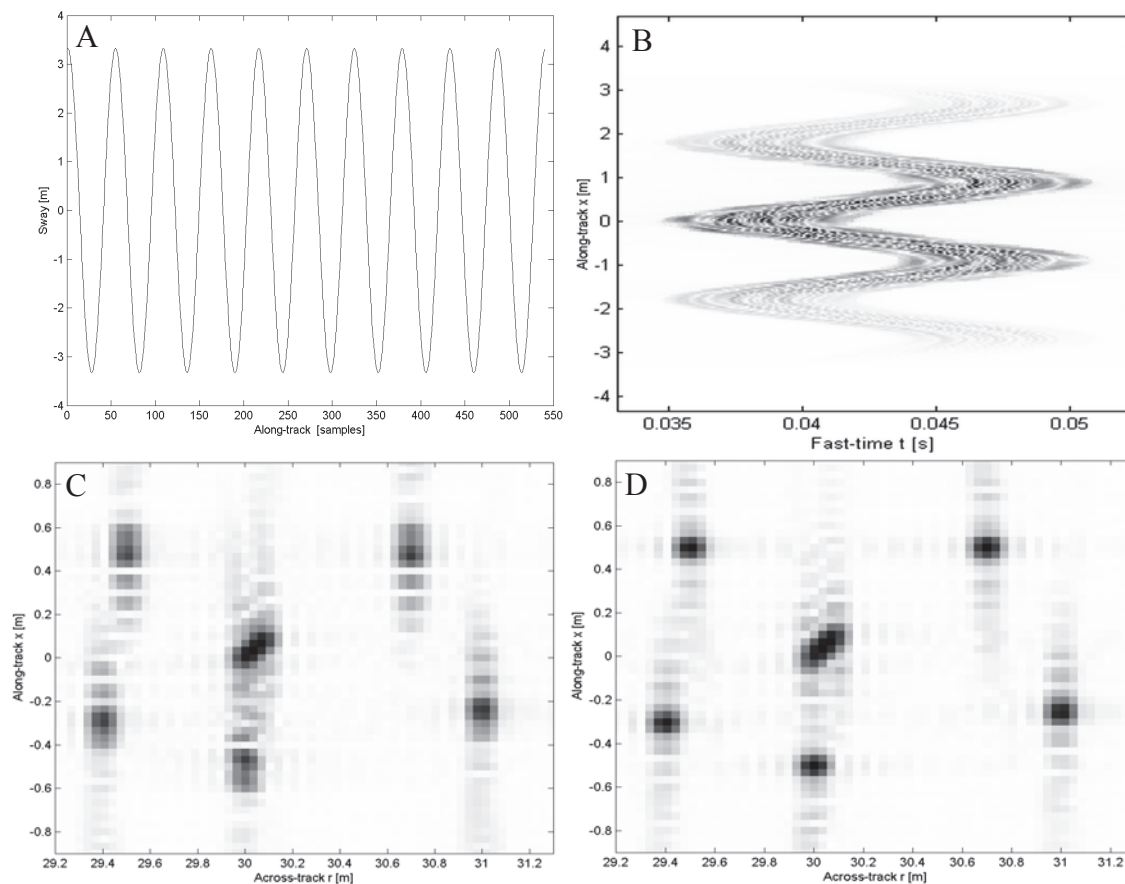 A
Sway [m]
4
3
2
1
0
-1
-2
-3
-4
0 50 100 150 200 250 300 350 400 450 500 550
Along-track [samples]
B
Along-track x [m]
4
3
2
1
0
-1
-2
-3
-4
0.035 0.04 0.045 0.05
Fast-time t [s]
C
Along-track x [m]
0.8
0.6
0.4
0.2
0
-0.2
-0.4
-0.6
-0.8
29.2 29.4 29.6 29.8 30 30.2 30.4 30.6 30.8 31 31.2
Across-track r [m]
D
Along-track x [m]
0.8
0.6
0.4
0.2
0
-0.2
-0.4
-0.6
-0.8
29.2 29.4 29.6 29.8 30 30.2 30.4 30.6 30.8 31 31.2
Across-track r [m]